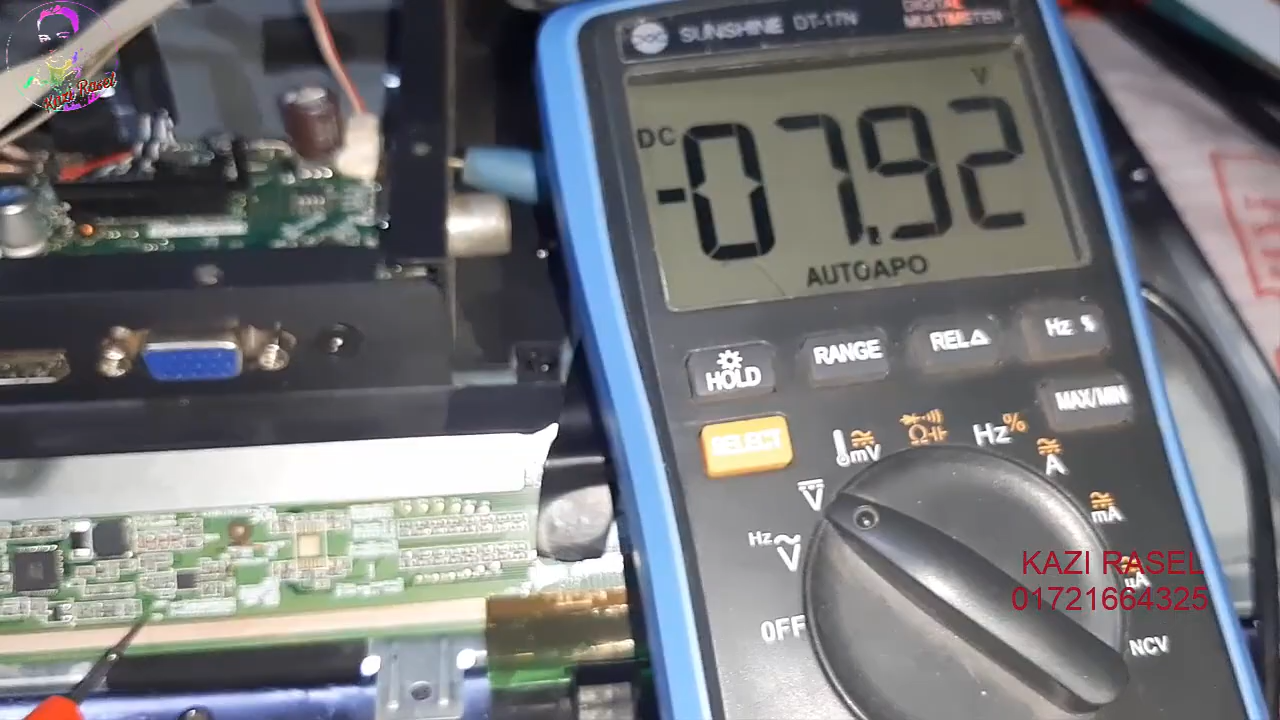 Kazi Rasel
SUNSHINE DT-17N
DIGITAL
MULTIMETER
V
DC
-07.92
AUTOAPO
HOLD
RANGE
REL△
Hz %
MAX/MIN
SELECT
mV
Ω
Hz%
A
mA
µA
V
Hz
V
OFF
NCV
KAZI RASEL
01721664325